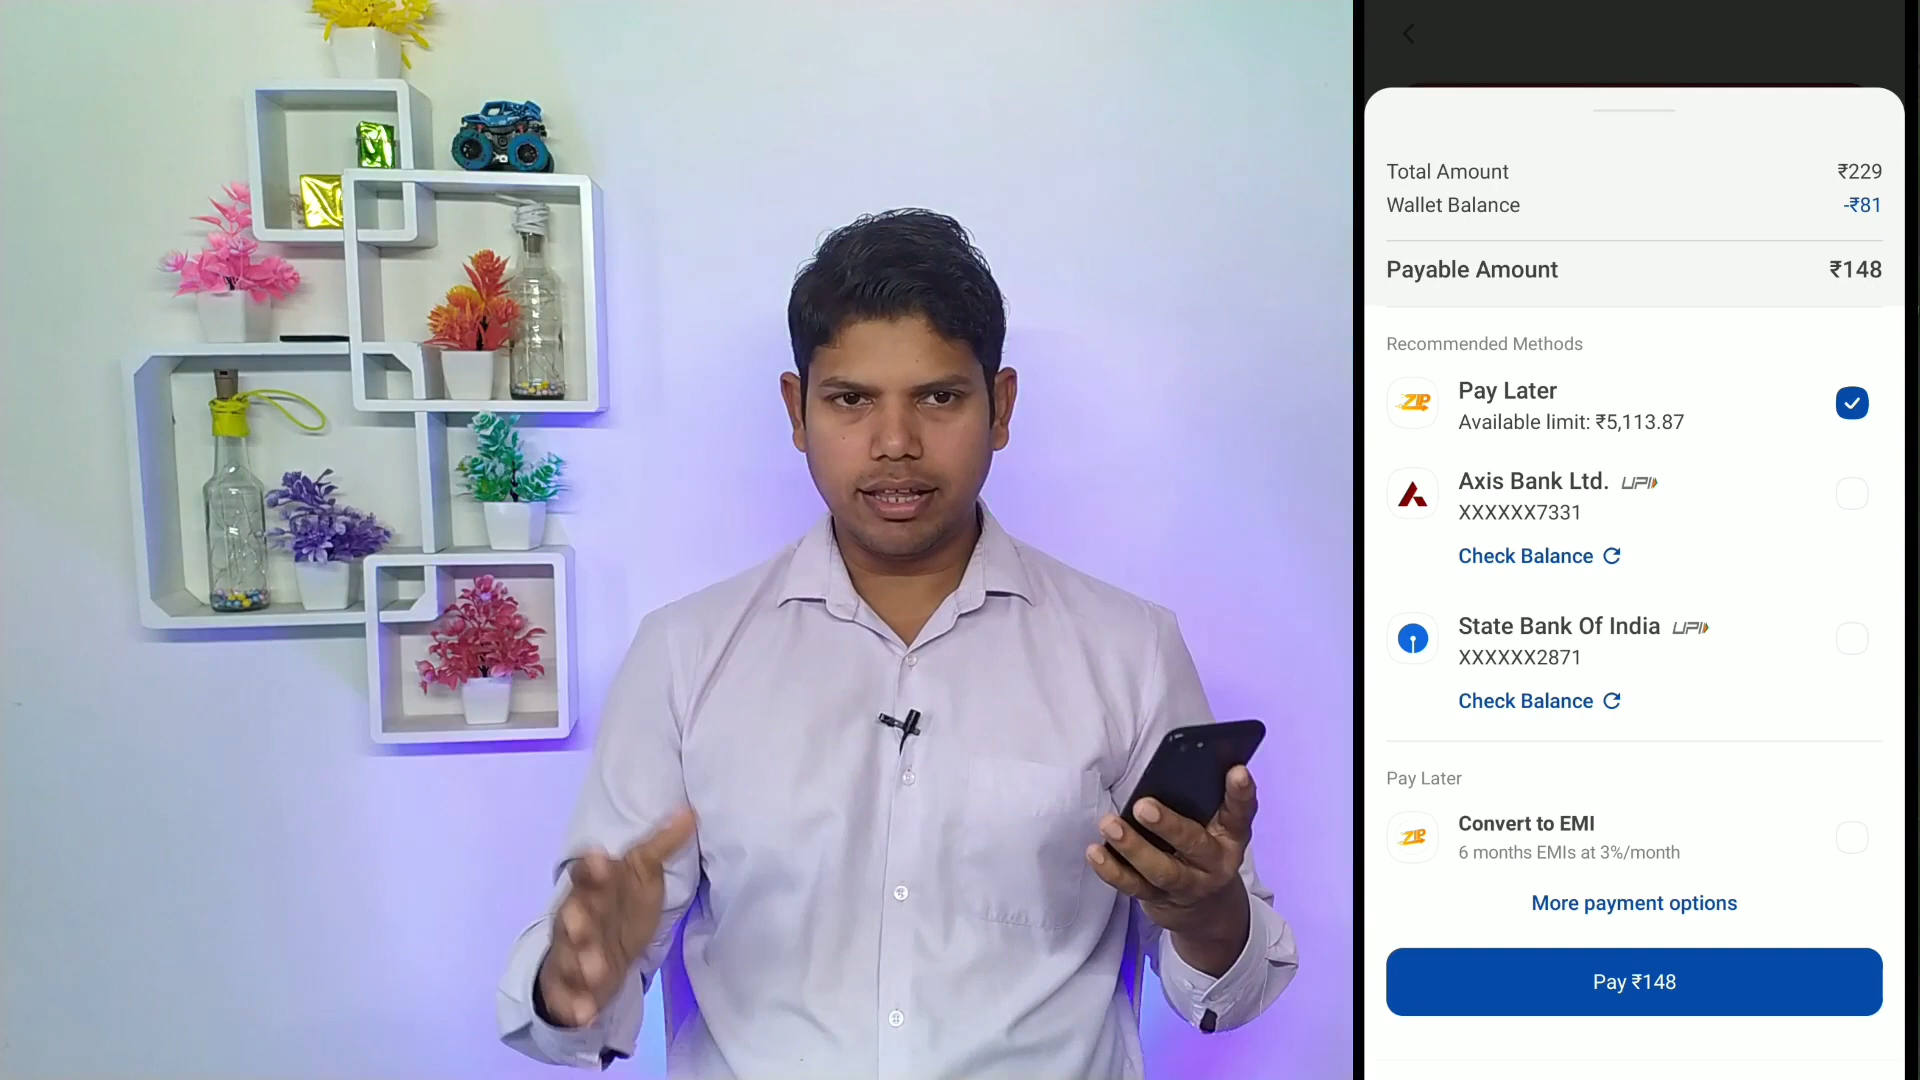 Total Amount ₹229
Wallet Balance -₹81
Payable Amount ₹148
Recommended Methods
ZIP Pay Later
Available limit: ₹5,113.87
Axis Bank Ltd. UPI
XXXXXX7331
Check Balance
State Bank Of India UPI
XXXXXX2871
Check Balance
Pay Later
ZIP Convert to EMI
6 months EMIs at 3%/month
More payment options
Pay ₹148